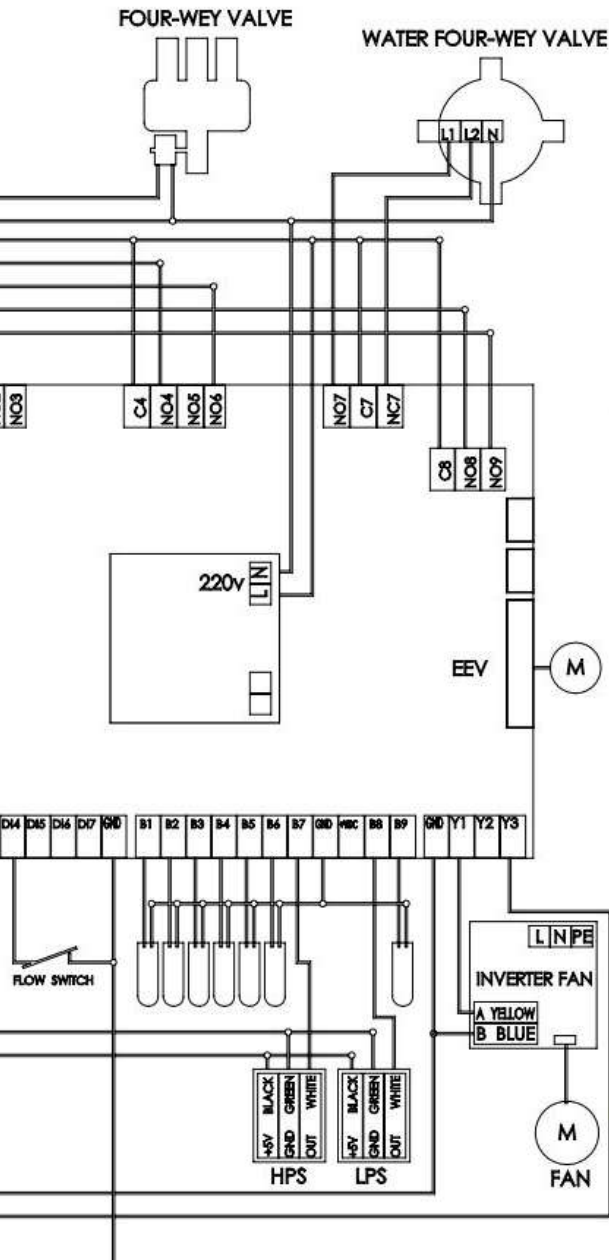 FOUR-WEY VALVE
WATER FOUR-WEY VALVE
L1 L2 N
NO3
C4 NO4 NO5 NO6
NO7 C7 NC7
C8 NO8 NO9
220v L N
EEV
M
DI4 DI5 DI6 DI7 GND
B1 B2 B3 B4 B5 B6 B7 GND +VDC B8 B9
GND Y1 Y2 Y3
L N PE
INVERTER FAN
FLOW SWITCH
A YELLOW
B BLUE
+5V BLACK
GND GREEN
OUT WHITE
+5V BLACK
GND GREEN
OUT WHITE
HPS
LPS
M
FAN